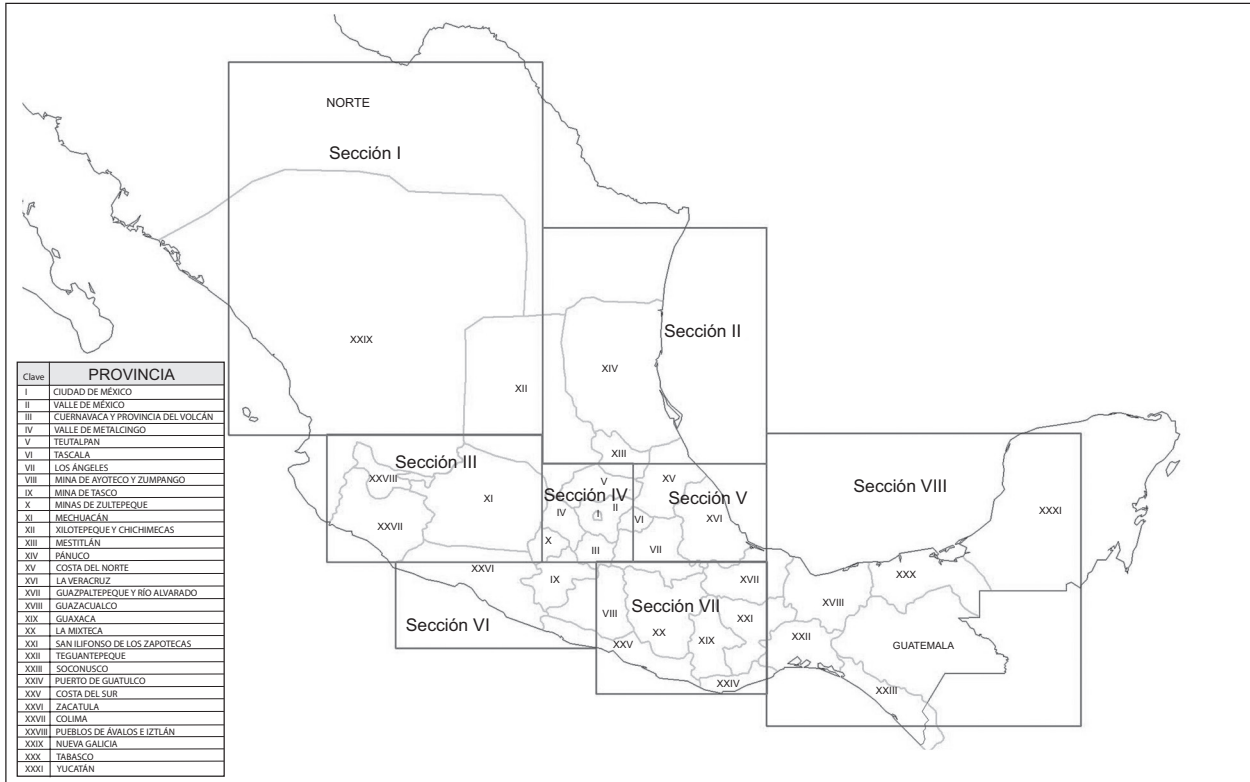 NORTE
Sección I
XXIX
XII
XIV
Sección II
XIII
Sección III
XXVIII
XI
XXVII
Sección IV
V
II
I
IV
X
III
XV
Sección V
VI
XVI
VII
Sección VIII
XXXI
XXVI
IX
Sección VI
XVII
Sección VII
VIII
XX
XXI
XIX
XXV
XXIV
XXX
XVIII
XXII
GUATEMALA
XXIII
Clave PROVINCIA
I CIUDAD DE MÉXICO
II VALLE DE MÉXICO
III CUERNAVACA Y PROVINCIA DEL VOLCÁN
IV VALLE DE METALCINGO
V TEUTALPAN
VI TASCALA
VII LOS ÁNGELES
VIII MINA DE AYOTECO Y ZUMPANGO
IX MINA DE TASCO
X MINAS DE ZULTEPEQUE
XI MECHUACÁN
XII XILOTEPEQUE Y CHICHIMECAS
XIII MESTITLÁN
XIV PÁNUCO
XV COSTA DEL NORTE
XVI LA VERACRUZ
XVII GUAZPALTEPEQUE Y RÍO ALVARADO
XVIII GUAZACUALCO
XIX GUAXACA
XX LA MIXTECA
XXI SAN ILIFONSO DE LOS ZAPOTECAS
XXII TEGUANTEPEQUE
XXIII SOCONUSCO
XXIV PUERTO DE GUATULCO
XXV COSTA DEL SUR
XXVI ZACATULA
XXVII COLIMA
XXVIII PUEBLOS DE ÁVALOS E IZTLÁN
XXIX NUEVA GALICIA
XXX TABASCO
XXXI YUCATÁN